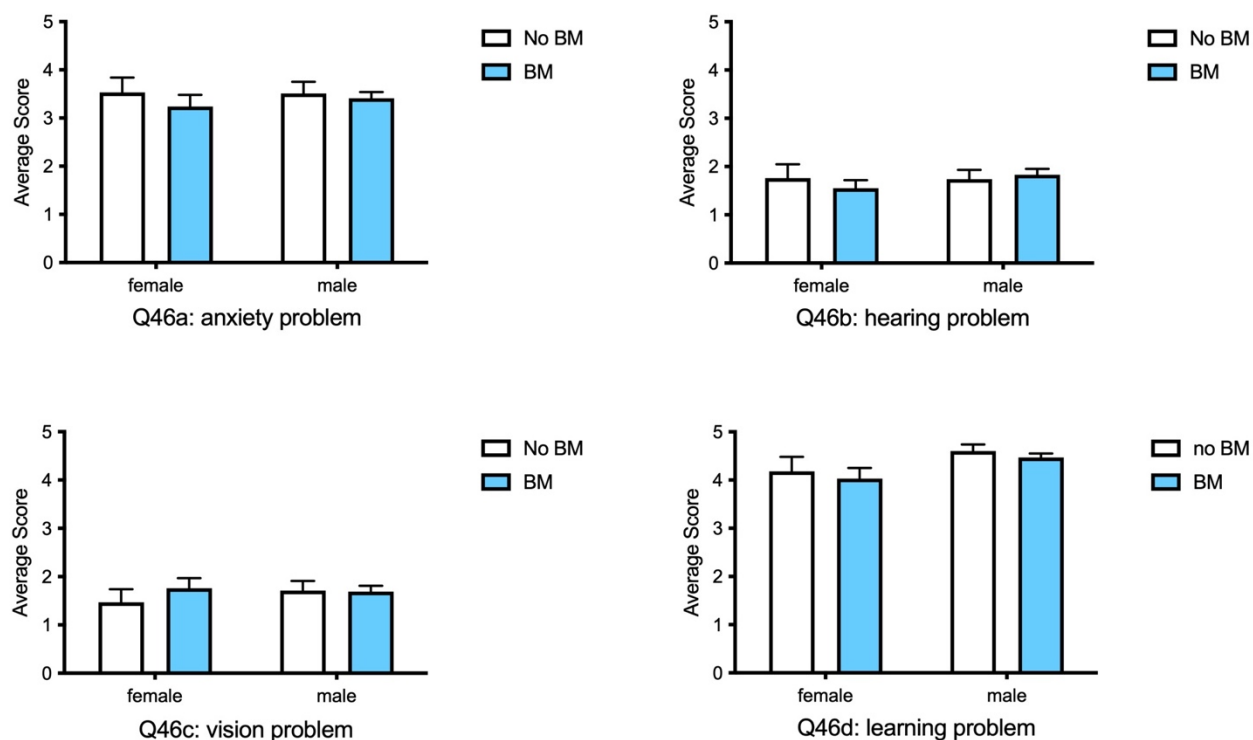 5
4
3
2
1
0
Average Score
No BM
BM
female
male
Q46a: anxiety problem
5
4
3
2
1
0
Average Score
No BM
BM
female
male
Q46b: hearing problem
5
4
3
2
1
0
Average Score
No BM
BM
female
male
Q46c: vision problem
5
4
3
2
1
0
Average Score
no BM
BM
female
male
Q46d: learning problem